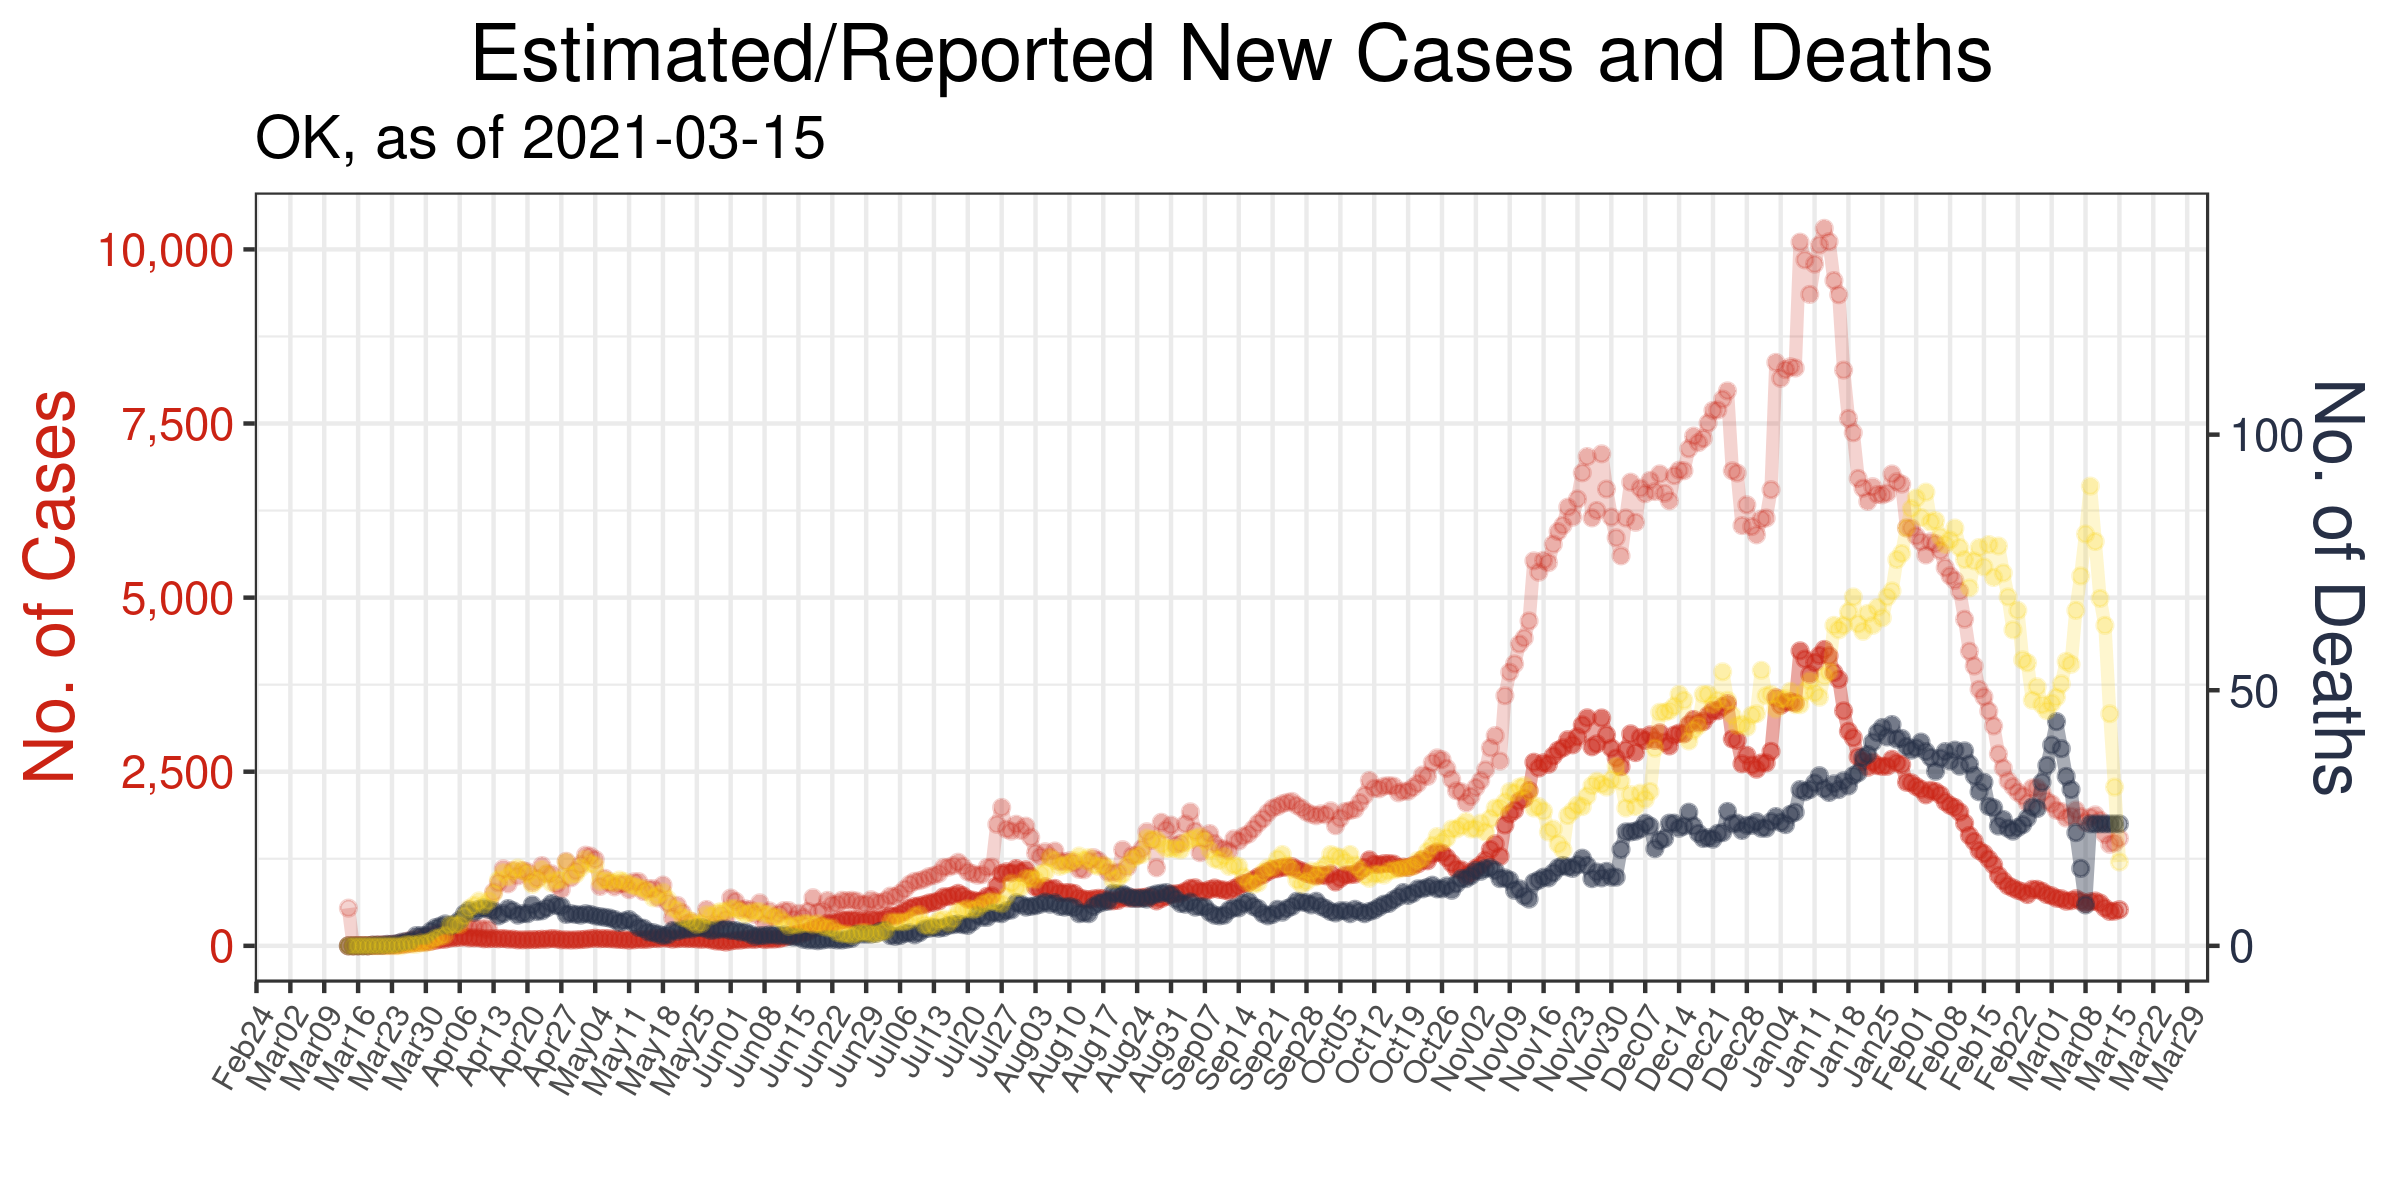 Estimated/Reported New Cases and Deaths
OK, as of 2021-03-15
No. of Cases
10,000
7,500
5,000
2,500
0
No. of Deaths
100
50
0
Feb24
Mar02
Mar09
Mar16
Mar23
Mar30
Apr06
Apr13
Apr20
Apr27
May04
May11
May18
May25
Jun01
Jun08
Jun15
Jun22
Jun29
Jul06
Jul13
Jul20
Jul27
Aug03
Aug10
Aug17
Aug24
Aug31
Sep07
Sep14
Sep21
Sep28
Oct05
Oct12
Oct19
Oct26
Nov02
Nov09
Nov16
Nov23
Nov30
Dec07
Dec14
Dec21
Dec28
Jan04
Jan11
Jan18
Jan25
Feb01
Feb08
Feb15
Feb22
Mar01
Mar08
Mar15
Mar22
Mar29